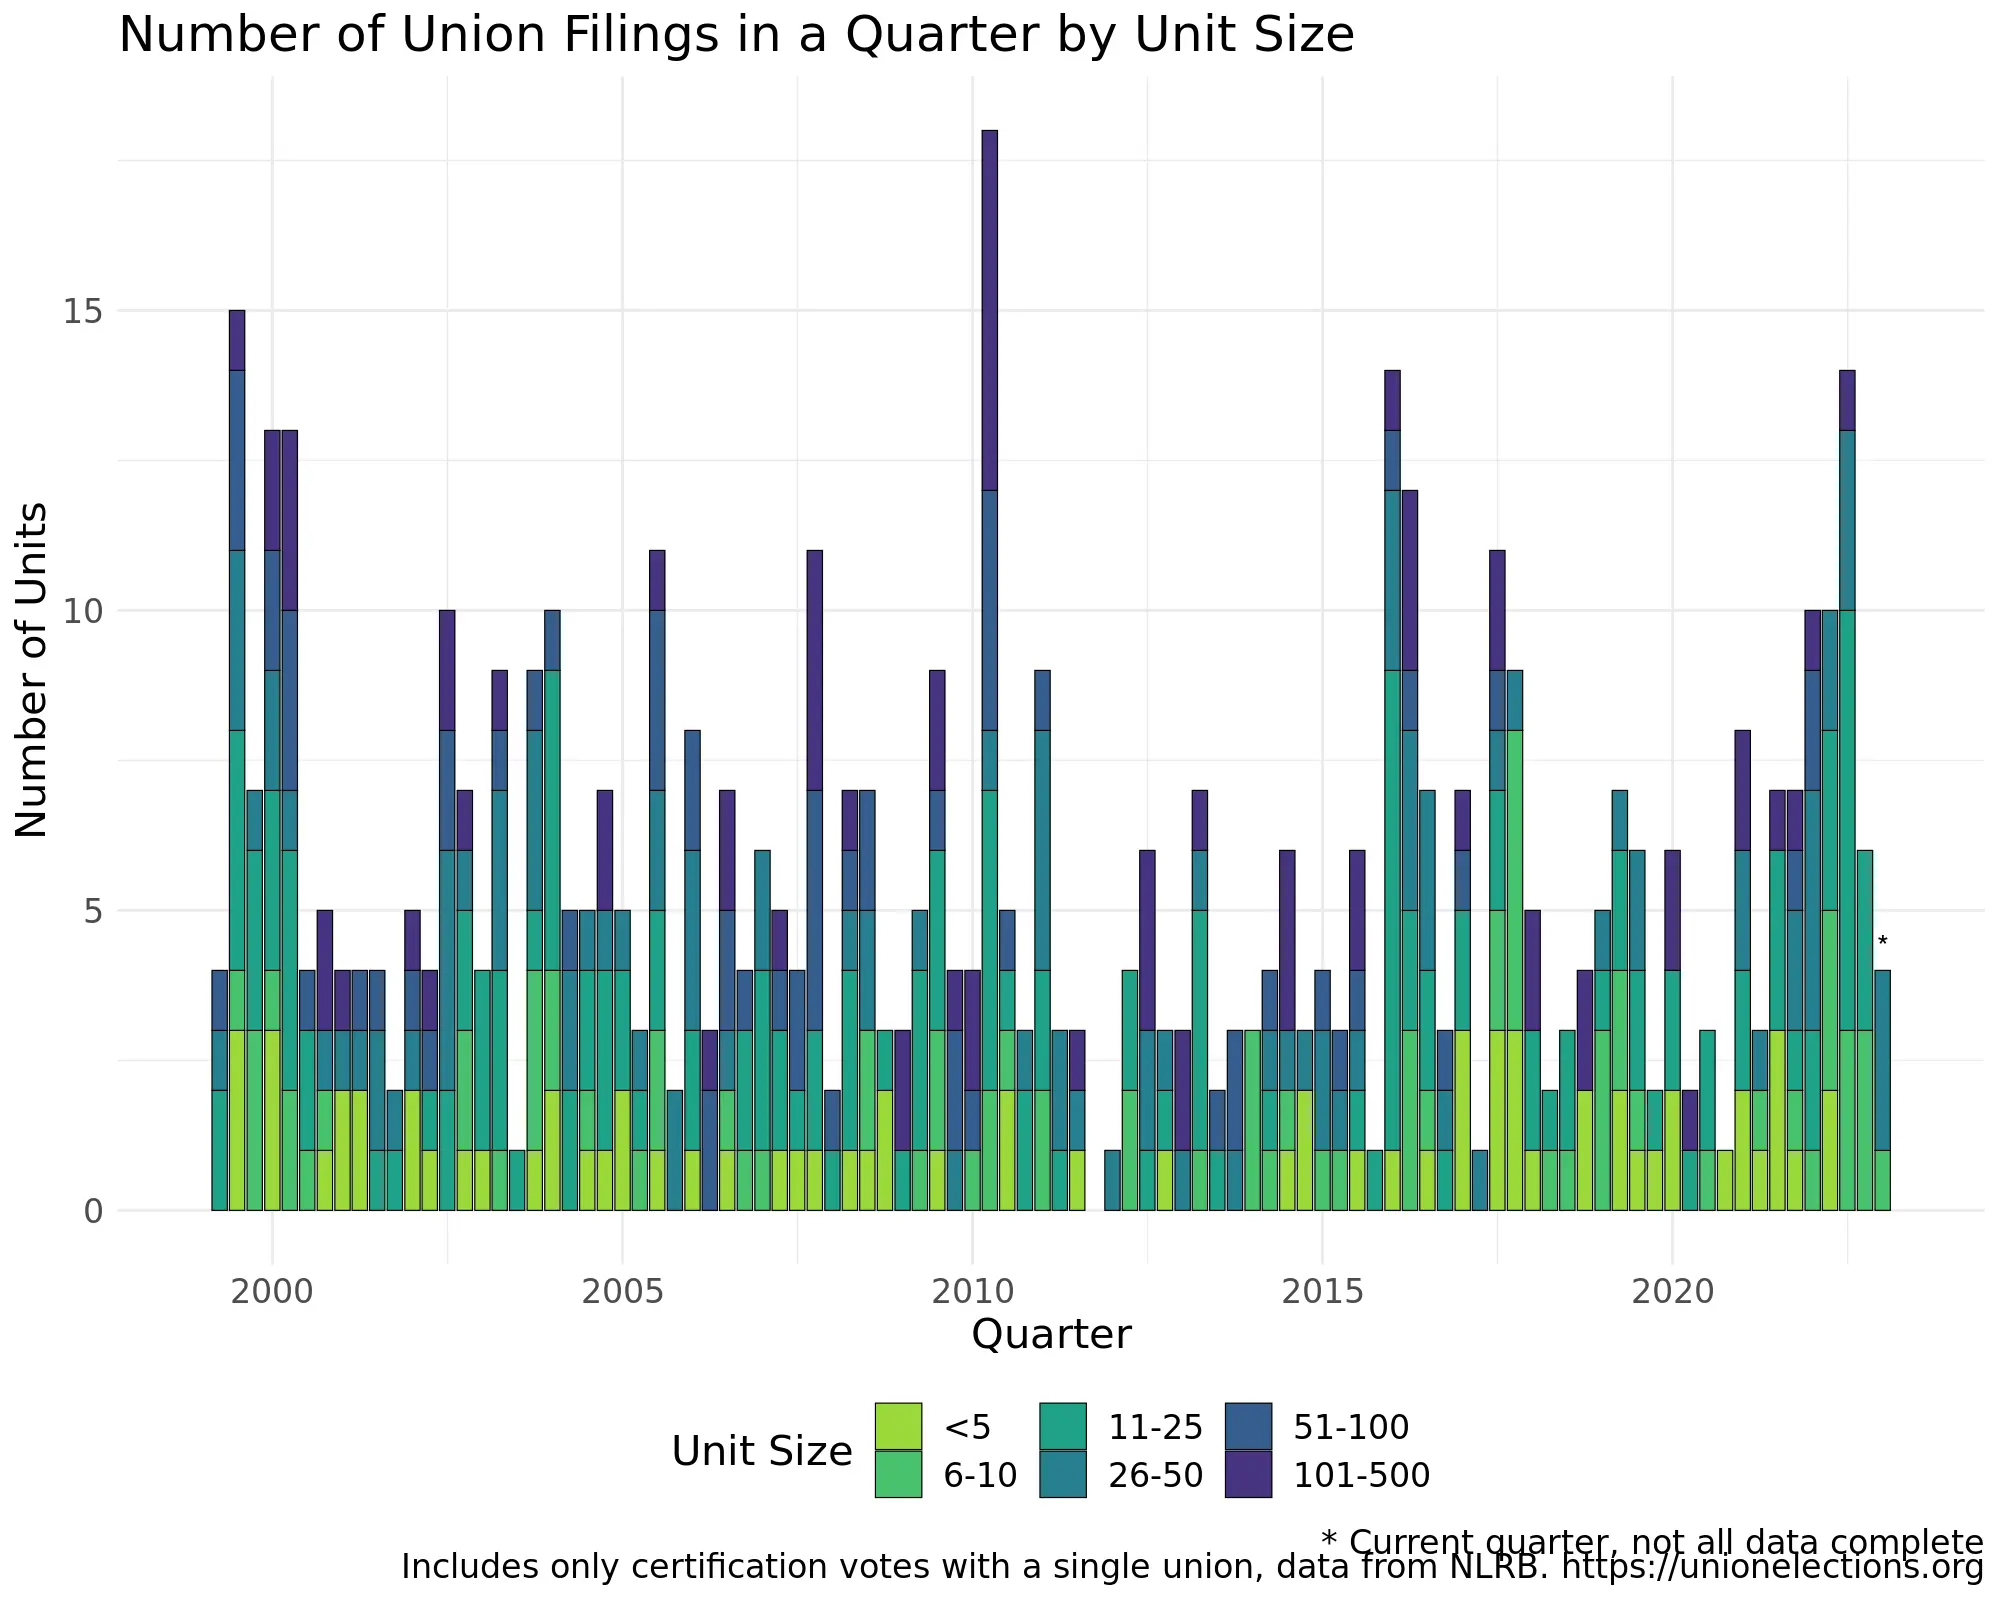 Number of Union Filings in a Quarter by Unit Size
Number of Units
15
10
5
0
*
2000 2005 2010 2015 2020
Quarter
Unit Size
<5 11-25 51-100
6-10 26-50 101-500
* Current quarter, not all data complete
Includes only certification votes with a single union, data from NLRB. https://unionelections.org